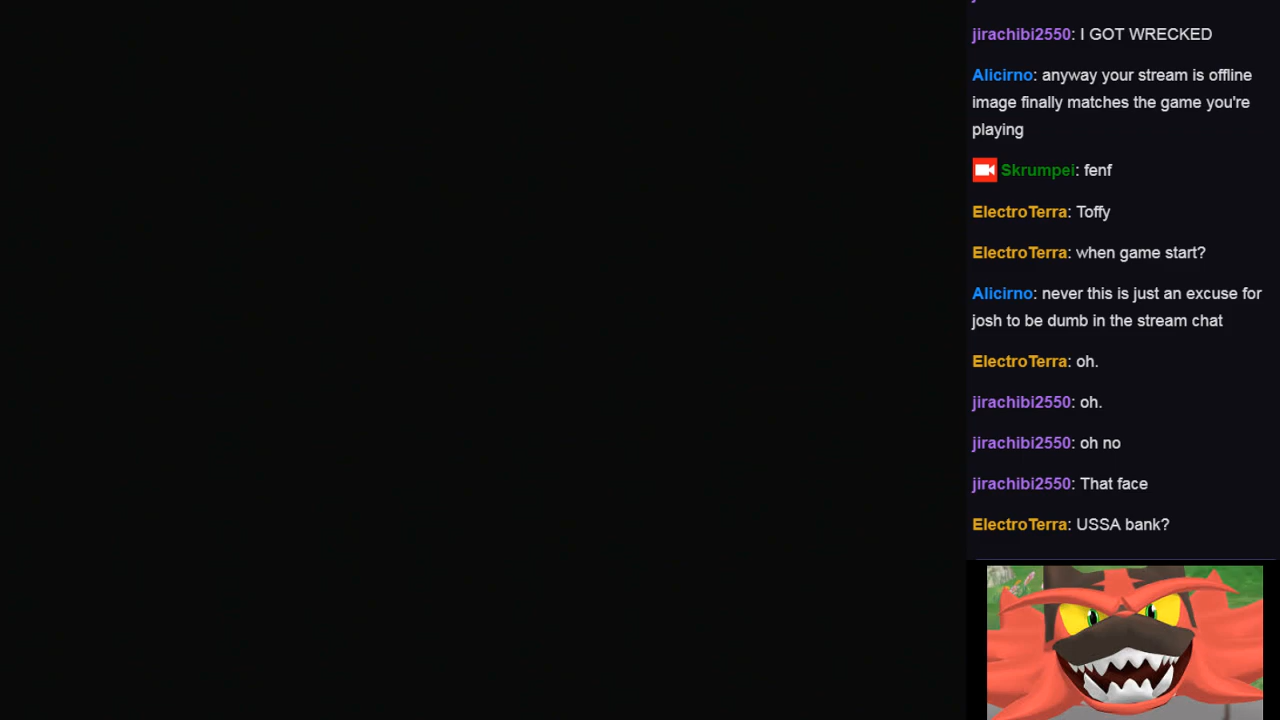 jirachibi2550: I GOT WRECKED
Alicirno: anyway your stream is offline
image finally matches the game you're
playing
Skrumpei: fenf
ElectroTerra: Toffy
ElectroTerra: when game start?
Alicirno: never this is just an excuse for
josh to be dumb in the stream chat
ElectroTerra: oh.
jirachibi2550: oh.
jirachibi2550: oh no
jirachibi2550: That face
ElectroTerra: USSA bank?